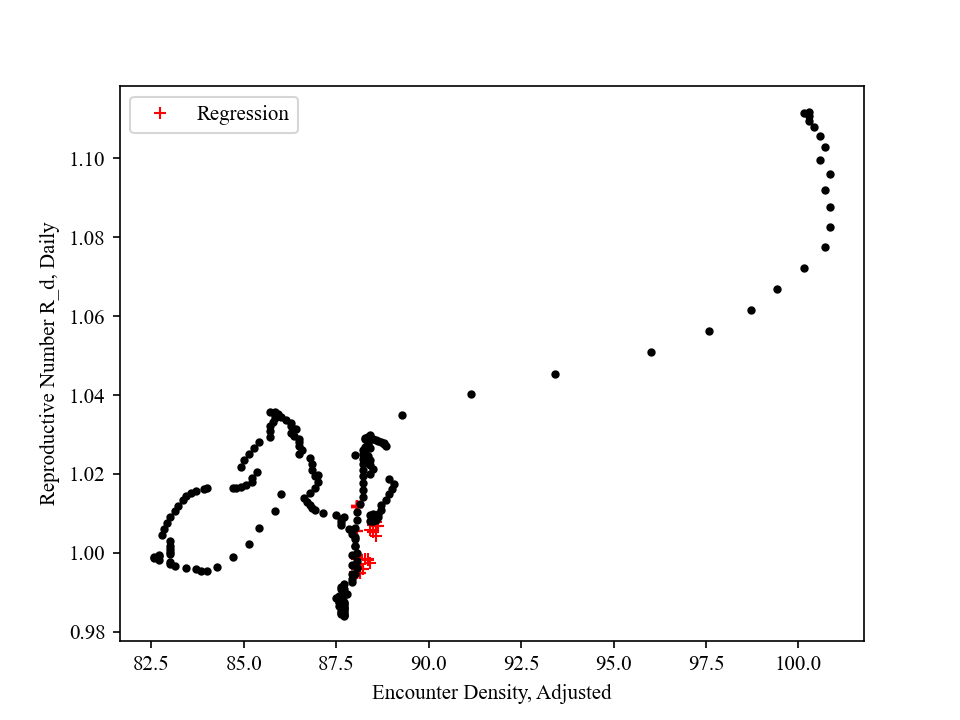 Regression
Reproductive Number R_d, Daily
1.10
1.08
1.06
1.04
1.02
1.00
0.98
82.5 85.0 87.5 90.0 92.5 95.0 97.5 100.0
Encounter Density, Adjusted